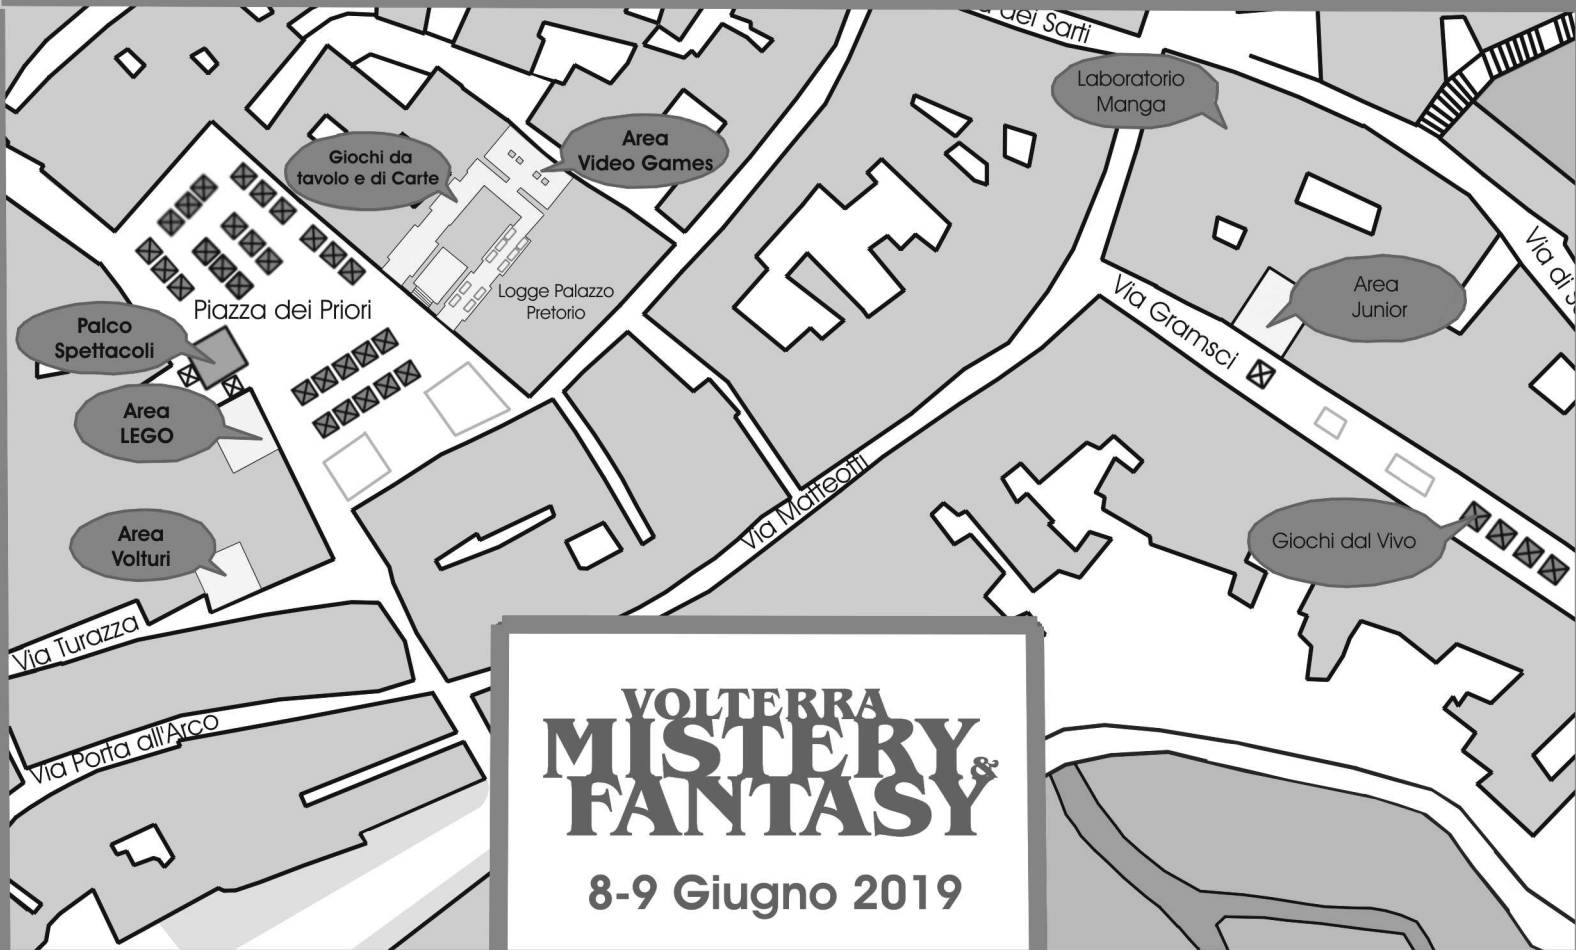 dei Sarti
Laboratorio
Manga
Area
Video Games
Giochi da
tavolo e di Carte
Via di S
Area
Junior
Logge Palazzo
Pretorio
Piazza dei Priori
Via Gramsci
Palco
Spettacoli
Area
LEGO
Via Matteotti
Giochi dal Vivo
Area
Volturi
Via Turazza
Via Porta all'Arco
VOLTERRA
MISTERY &
FANTASY
8-9 Giugno 2019